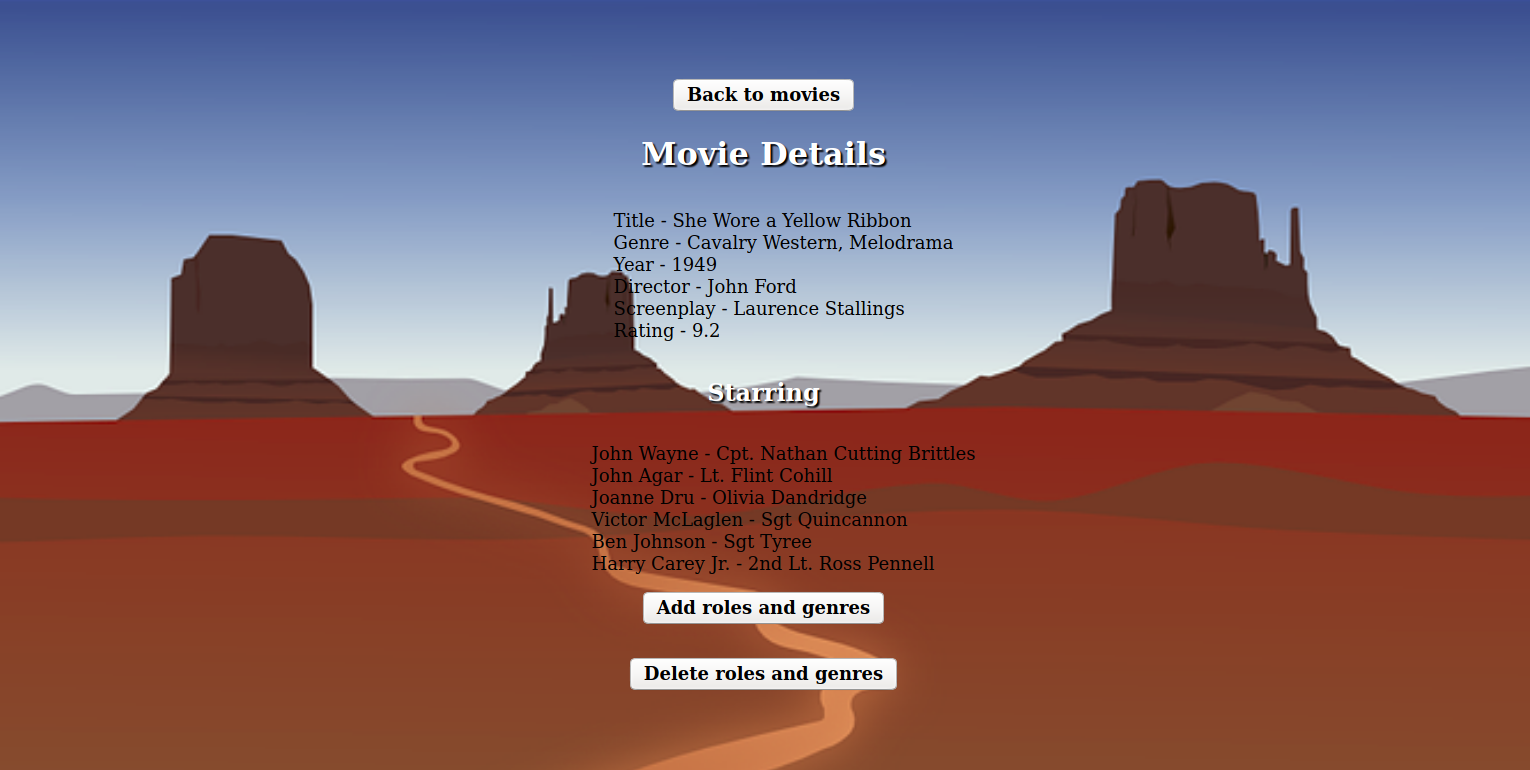 Back to movies
Movie Details
Title - She Wore a Yellow Ribbon
Genre - Cavalry Western, Melodrama
Year - 1949
Director - John Ford
Screenplay - Laurence Stallings
Rating - 9.2
Starring
John Wayne - Cpt. Nathan Cutting Brittles
John Agar - Lt. Flint Cohill
Joanne Dru - Olivia Dandridge
Victor McLaglen - Sgt Quincannon
Ben Johnson - Sgt Tyree
Harry Carey Jr. - 2nd Lt. Ross Pennell
Add roles and genres
Delete roles and genres